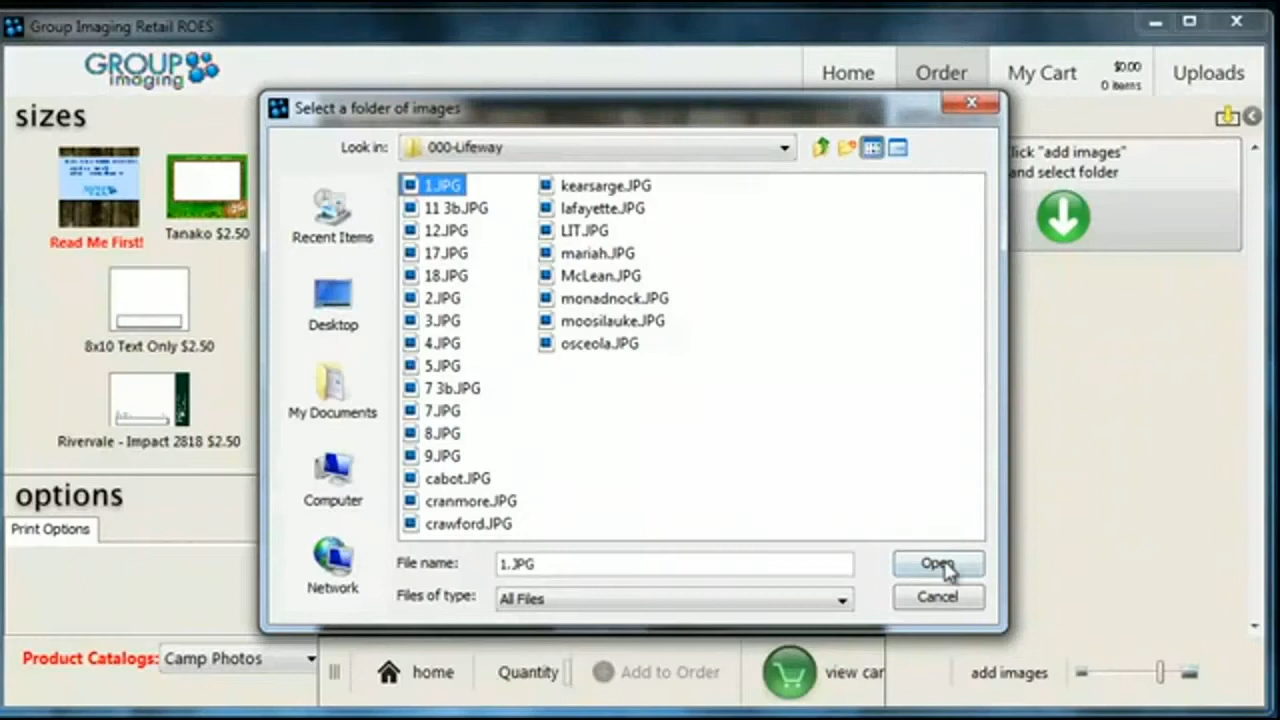 Group Imaging Retail ROES
GROUP
imaging
Home
Order
My Cart
$0.00
0 items
Uploads
sizes
Read Me First!
Tanako $2.50
8x10 Text Only $2.50
Rivervale - Impact 2818 $2.50
options
Print Options
Select a folder of images
Look in:
000-Lifeway
Recent Items
Desktop
My Documents
Computer
Network
1.JPG
11 3b.JPG
12.JPG
17.JPG
18.JPG
2.JPG
3.JPG
4.JPG
5.JPG
7 3b.JPG
7.JPG
8.JPG
9.JPG
cabot.JPG
cranmore.JPG
crawford.JPG
kearsarge.JPG
lafayette.JPG
LIT.JPG
mariah.JPG
McLean.JPG
monadnock.JPG
moosilauke.JPG
osceola.JPG
File name:
1.JPG
Open
Files of type:
All Files
Cancel
lick "add images"
and select folder
Product Catalogs:
Camp Photos
home
Quantity
Add to Order
view car
add images